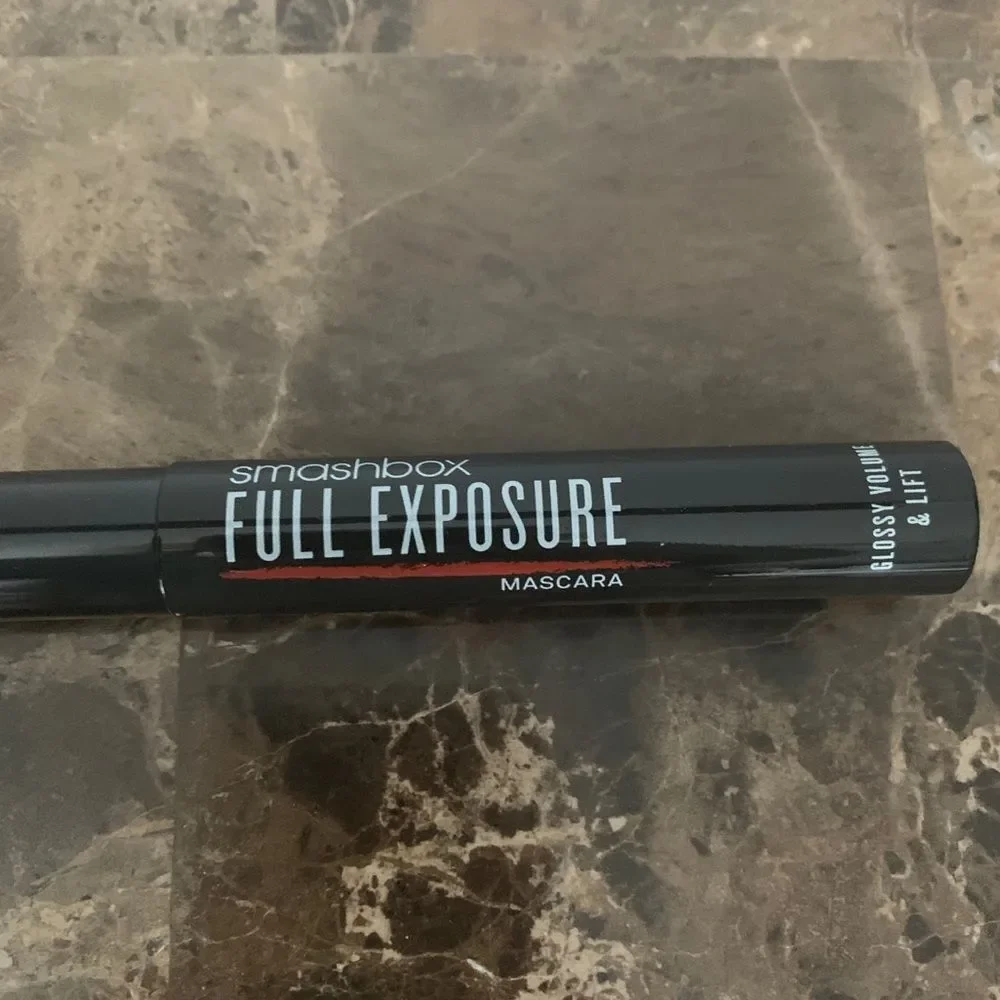 smashbox
FULL EXPOSURE
MASCARA
GLOSSY VOLUME
& LIFT